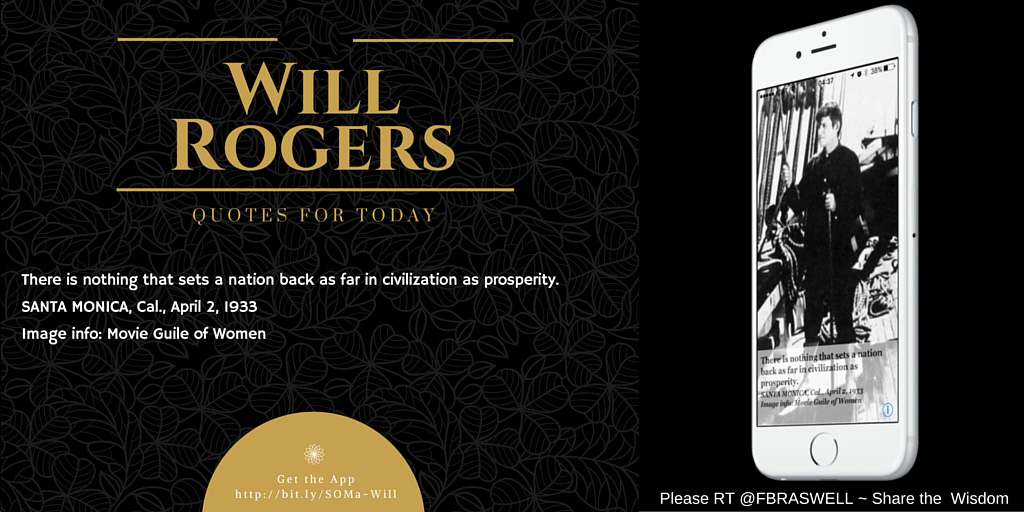 WILL
ROGERS
QUOTES FOR TODAY
There is nothing that sets a nation back as far in civilization as prosperity.
SANTA MONICA, Cal., April 2, 1933
Image info: Movie Guile of Women
Get the App
http://bit.ly/SOMa-Will
04:37
38%
There is nothing that sets a nation
back as far in civilization as
prosperity.
SANTA MONICA, Cal., April 2, 1933
Image info: Movie Guile of Women
Please RT @FBRASWELL ~ Share the Wisdom